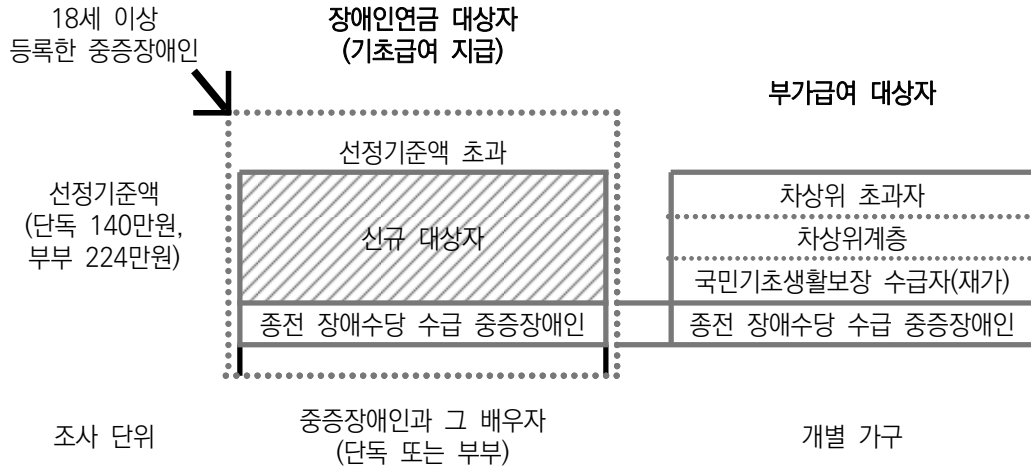 18세 이상
등록한 중증장애인
장애인연금 대상자
(기초급여 지급)
부가급여 대상자
선정기준액 초과
선정기준액
(단독 140만원,
부부 224만원)
신규 대상자
차상위 초과자
차상위계층
국민기초생활보장 수급자(재가)
종전 장애수당 수급 중증장애인
종전 장애수당 수급 중증장애인
조사 단위
중증장애인과 그 배우자
(단독 또는 부부)
개별 가구